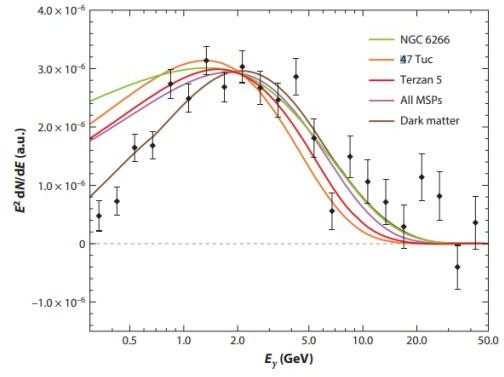 4.0 × 10⁻⁶
3.0 × 10⁻⁶
2.0 × 10⁻⁶
1.0 × 10⁻⁶
0
−1.0 × 10⁻⁶
E² dN/dE (a.u.)
NGC 6266
47 Tuc
Terzan 5
All MSPs
Dark matter
0.5 1.0 2.0 5.0 10.0 20.0 50.0
Eγ (GeV)